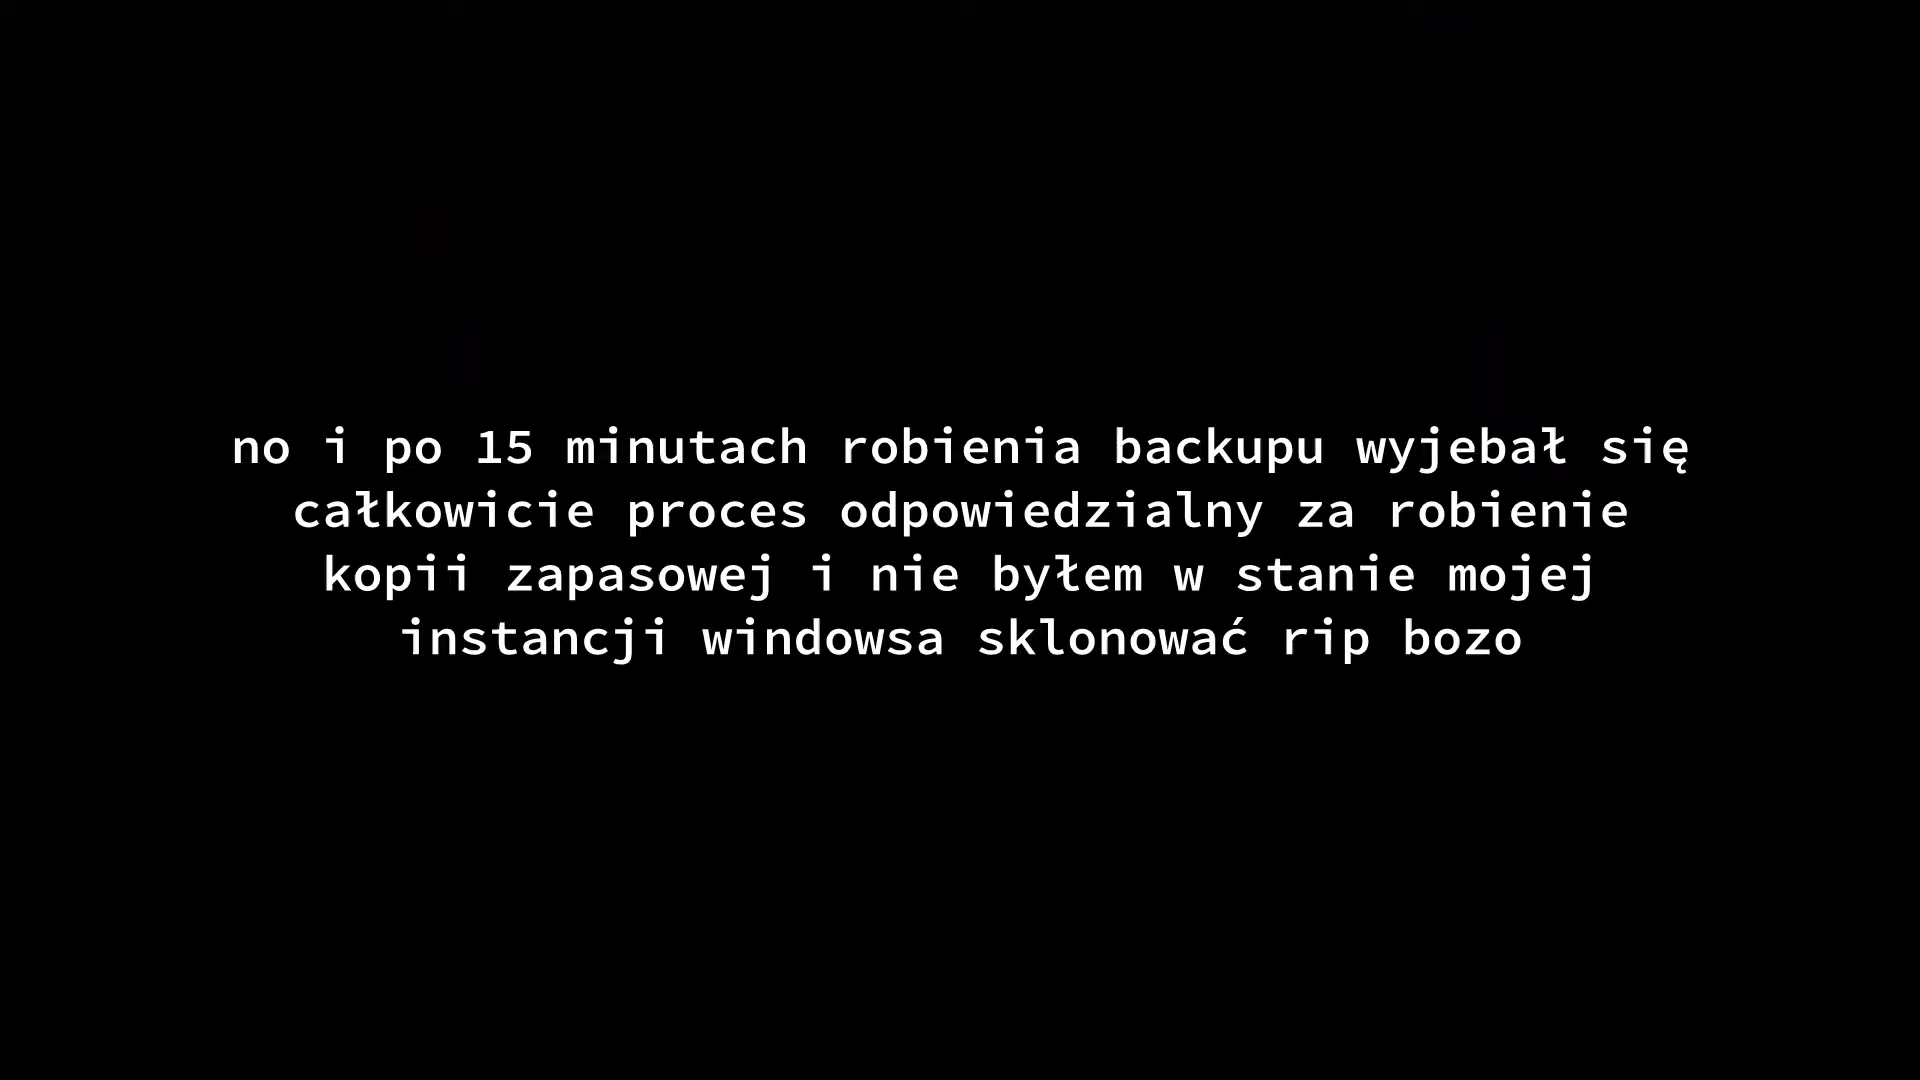 no i po 15 minutach robienia backupu wyjebał się
całkowicie proces odpowiedzialny za robienie
kopii zapasowej i nie byłem w stanie mojej
instancji windowsa sklonować rip bozo